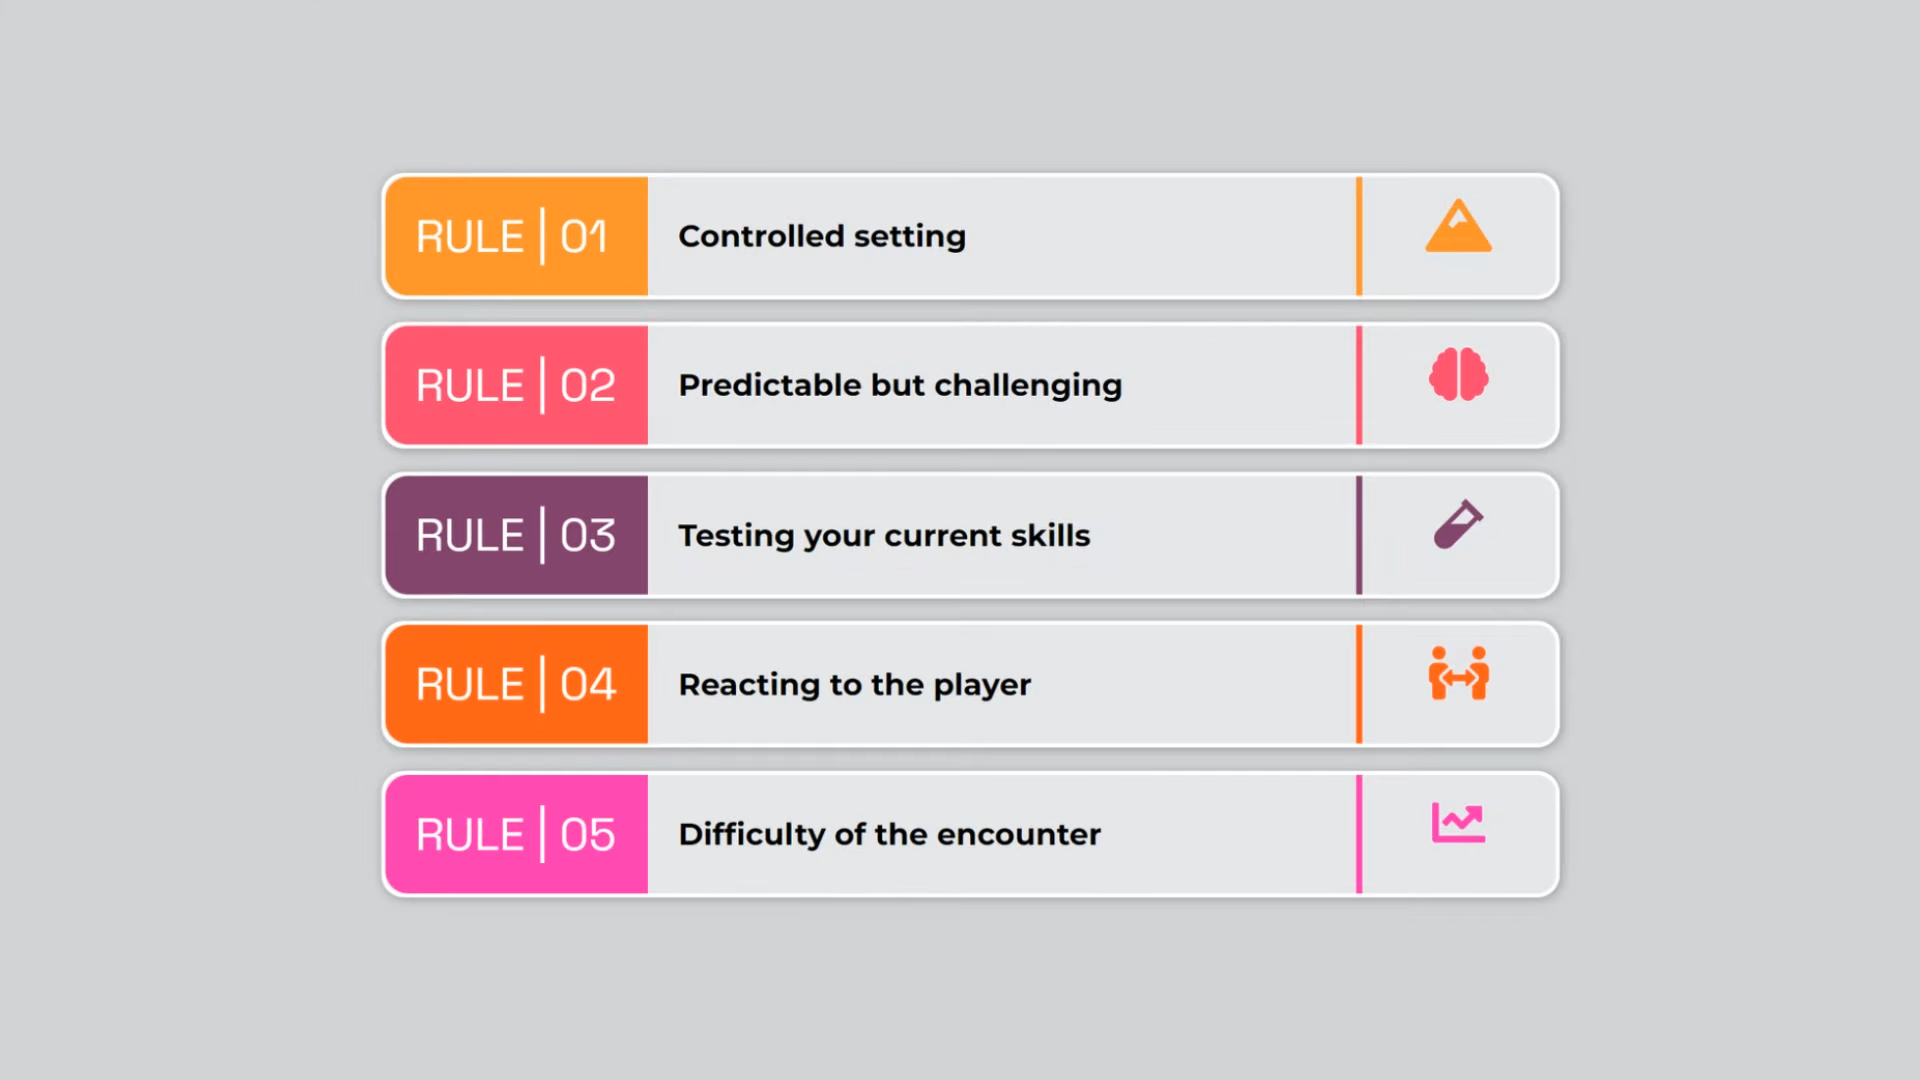 RULE | 01 Controlled setting
RULE | 02 Predictable but challenging
RULE | 03 Testing your current skills
RULE | 04 Reacting to the player
RULE | 05 Difficulty of the encounter